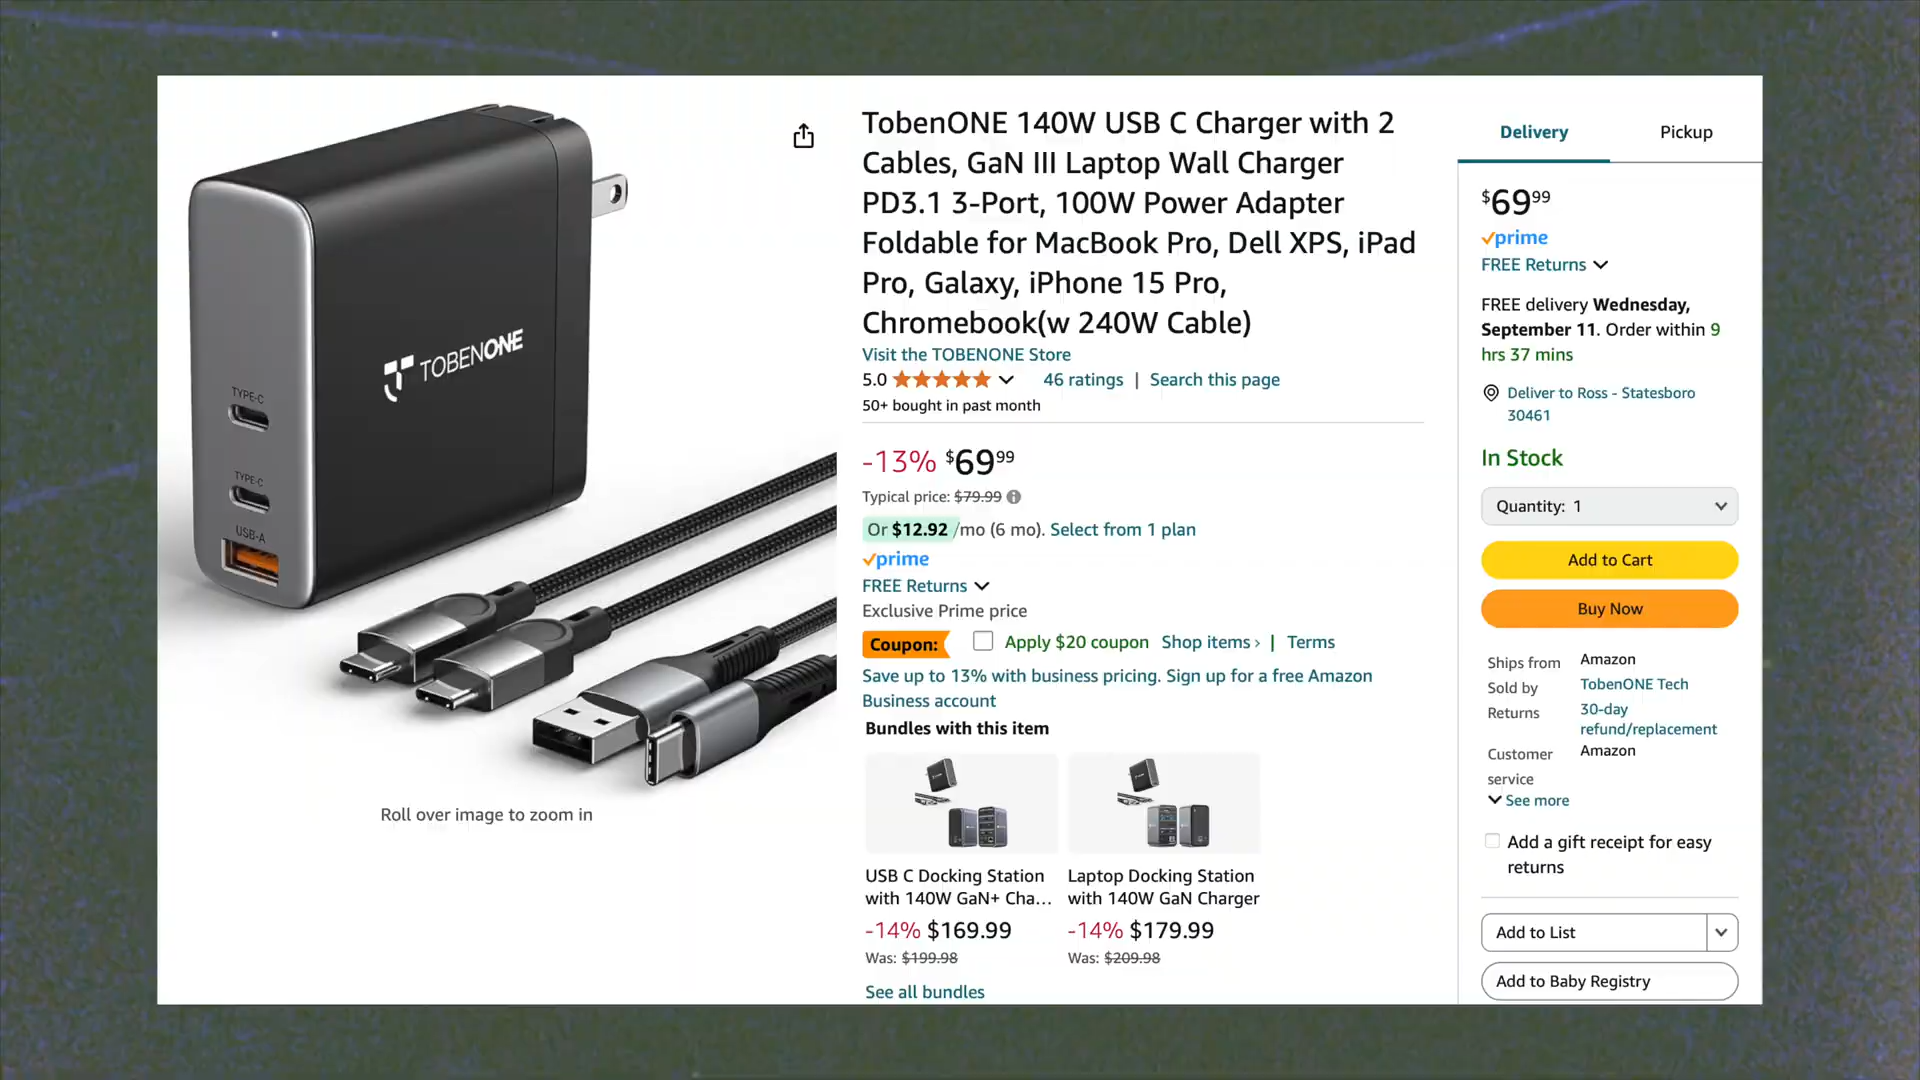 TYPE-C
TYPE-C
USB-A
TOBENONE
Roll over image to zoom in
TobenONE 140W USB C Charger with 2
Cables, GaN III Laptop Wall Charger
PD3.1 3-Port, 100W Power Adapter
Foldable for MacBook Pro, Dell XPS, iPad
Pro, Galaxy, iPhone 15 Pro,
Chromebook(w 240W Cable)
Visit the TOBENONE Store
5.0 46 ratings | Search this page
50+ bought in past month
-13% $69 99
Typical price: $79.99
Or $12.92 /mo (6 mo). Select from 1 plan
prime
FREE Returns
Exclusive Prime price
Coupon: Apply $20 coupon Shop items › | Terms
Save up to 13% with business pricing. Sign up for a free Amazon
Business account
Bundles with this item
USB C Docking Station
with 140W GaN+ Cha...
-14% $169.99
Was: $199.98
Laptop Docking Station
with 140W GaN Charger
-14% $179.99
Was: $209.98
See all bundles
Delivery Pickup
$69 99
prime
FREE Returns
FREE delivery Wednesday,
September 11. Order within 9
hrs 37 mins
Deliver to Ross - Statesboro
30461
In Stock
Quantity: 1
Add to Cart
Buy Now
Ships from Amazon
Sold by TobenONE Tech
Returns 30-day
refund/replacement
Customer Amazon
service
See more
Add a gift receipt for easy
returns
Add to List
Add to Baby Registry